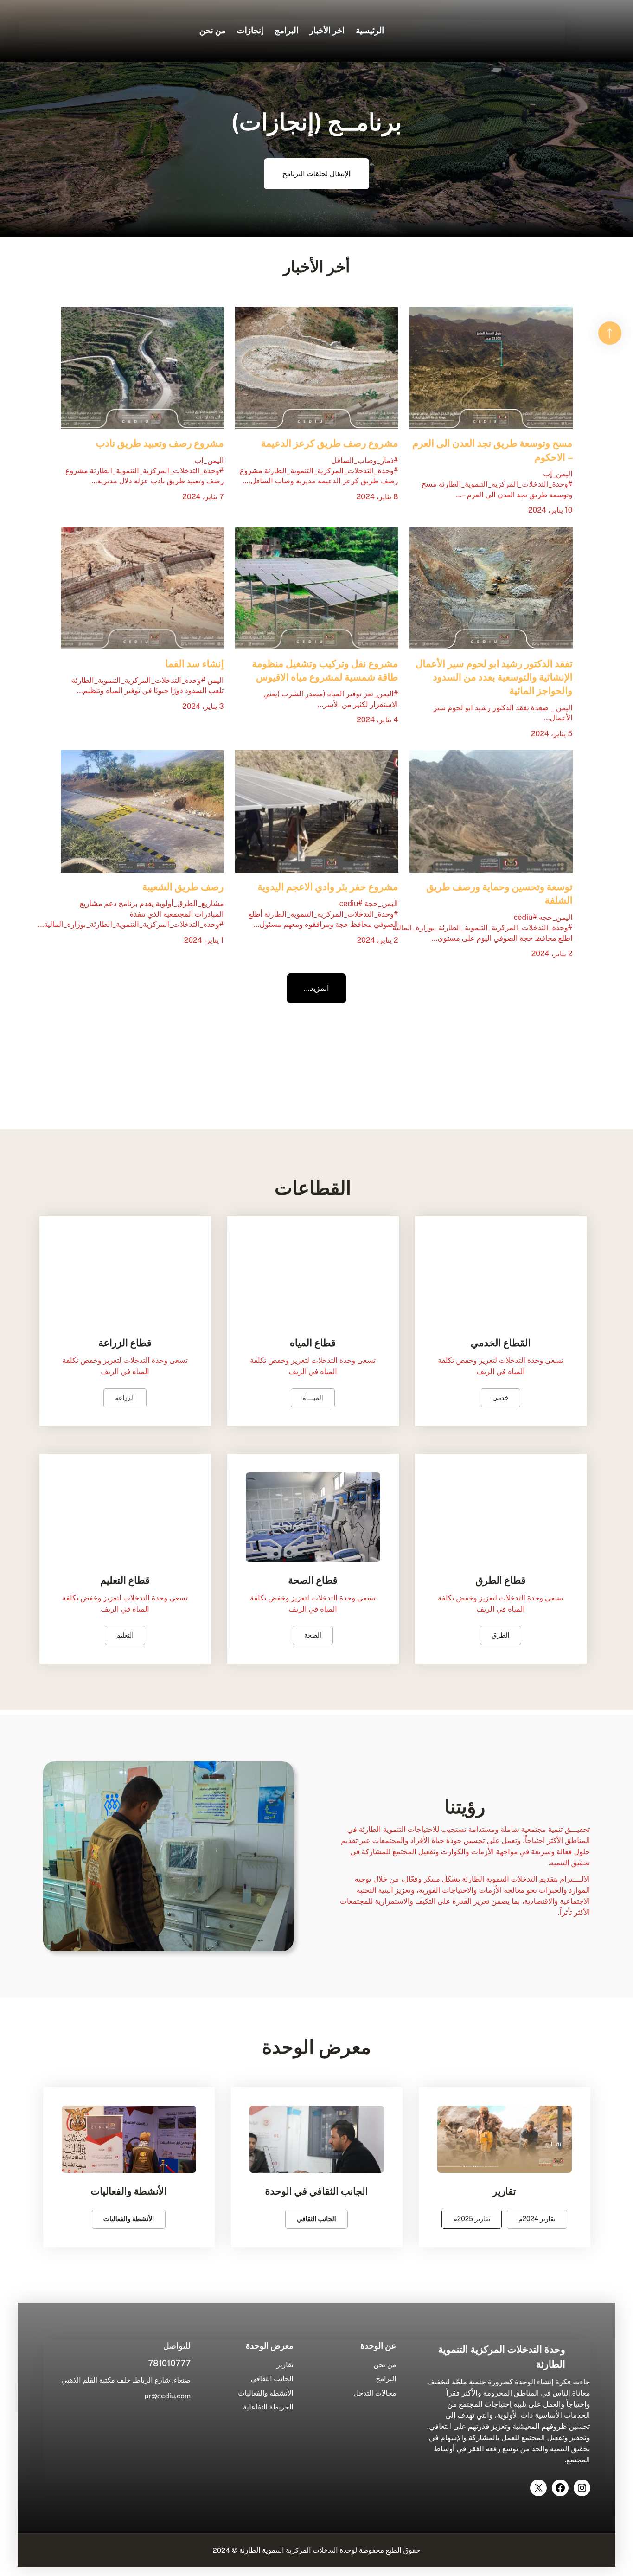 الرئيسية اخر الأخبار البرامج إنجازات من نحن
برنامــج (إنجازات)
الإنتقال لحلقات البرنامج
أخر الأخبار
مسح وتوسعة طريق نجد العدن الى العرم
– الاحكوم
اليمن_إب
#وحدة_التدخلات_المركزية_التنموية_الطارئة مسح
وتوسعة طريق نجد العدن الى العرم –...
10 يناير، 2024
مشروع رصف طريق كرعز الدعيمة
#ذمار_وصاب_السافل
#وحدة_التدخلات_المركزية_التنموية_الطارئة مشروع
رصف طريق كرعز الدعيمة مديرية وصاب السافل،...
8 يناير، 2024
مشروع رصف وتعبيد طريق نادب
اليمن_إب
#وحدة_التدخلات_المركزية_التنموية_الطارئة مشروع
رصف وتعبيد طريق نادب عزلة دلال مديرية...
7 يناير، 2024
تفقد الدكتور رشيد ابو لحوم سير الأعمال
الإنشائية والتوسعية بعدد من السدود
والحواجز المائية
اليمن _ صعدة تفقد الدكتور رشيد ابو لحوم سير
الأعمال...
5 يناير، 2024
مشروع نقل وتركيب وتشغيل منظومة
طاقة شمسية لمشروع مياه الاقيوس
#اليمن_تعز توفير المياه (مصدر الشرب )يعني
الاستقرار لكثير من الأسر...
4 يناير، 2024
إنشاء سد القما
اليمن #وحدة_التدخلات_المركزية_التنموية_الطارئة
تلعب السدود دورًا حيويًا في توفير المياه وتنظيم...
3 يناير، 2024
توسعة وتحسين وحماية ورصف طريق
الشلفة
اليمن_حجه #cediu
#وحدة_التدخلات_المركزية_التنموية_الطارئة_بوزارة_المالية
اطلع محافظ حجة الصوفي اليوم على مستوى...
2 يناير، 2024
مشروع حفر بئر وادي الاعجم اليدوية
اليمن_حجة #cediu
#وحدة_التدخلات_المركزية_التنموية_الطارئة أطلع
الصوفي محافظ حجة ومرافقوه ومعهم مسئول...
2 يناير، 2024
رصف طريق الشعيبة
مشاريع_الطرق_أولوية يقدم برنامج دعم مشاريع
المبادرات المجتمعية الذي تنفذة
#وحدة_التدخلات_المركزية_التنموية_الطارئة_بوزارة_المالية...
1 يناير، 2024
المزيد...
القطاعات
القطاع الخدمي
تسعى وحدة التدخلات لتعزيز وخفض تكلفة
المياه في الريف
خدمي
قطاع المياه
تسعى وحدة التدخلات لتعزيز وخفض تكلفة
المياه في الريف
الميـــاه
قطاع الزراعة
تسعى وحدة التدخلات لتعزيز وخفض تكلفة
المياه في الريف
الزراعة
قطاع الطرق
تسعى وحدة التدخلات لتعزيز وخفض تكلفة
المياه في الريف
الطرق
قطاع الصحة
تسعى وحدة التدخلات لتعزيز وخفض تكلفة
المياه في الريف
الصحة
قطاع التعليم
تسعى وحدة التدخلات لتعزيز وخفض تكلفة
المياه في الريف
التعليم
رؤيتنا
تحقيـــق تنمية مجتمعية شاملة ومستدامة تستجيب للاحتياجات التنموية الطارئة في
المناطق الأكثر احتياجاً، وتعمل على تحسين جودة حياة الأفراد والمجتمعات عبر تقديم
حلول فعالة وسريعة في مواجهة الأزمات والكوارث وتفعيل المجتمع للمشاركة في
تحقيق التنمية.
الالــــتزام بتقديم التدخلات التنموية الطارئة بشكل مبتكر وفعّال، من خلال توجيه
الموارد والخبرات نحو معالجة الأزمات والاحتياجات الفورية، وتعزيز البنية التحتية
الاجتماعية والاقتصادية، بما يضمن تعزيز القدرة على التكيف والاستمرارية للمجتمعات
الأكثر تأثراً.
معرض الوحدة
تقارير
تقارير 2024م تقارير 2025م
الجانب الثقافي في الوحدة
الجانب الثقافي
الأنشطة والفعاليات
الأنشطة والفعاليات
وحدة التدخلات المركزية التنموية
الطارئة
جاءت فكرة إنشاء الوحدة كضرورة حتمية ملحّة لتخفيف
معاناة الناس في المناطق المحرومة والأكثر فقراً
وإحتياجاً والعمل على تلبية إحتياجات المجتمع من
الخدمات الأساسية ذات الأولوية، والتي تهدف إلى
تحسين ظروفهم المعيشية وتعزيز قدرتهم على التعافي،
وتحفيز وتفعيل المجتمع للعمل بالمشاركة والإسهام في
تحقيق التنمية والحد من توسع رقعة الفقر في أوساط
المجتمع.
عن الوحدة
من نحن
البرامج
مجالات التدخل
معرض الوحدة
تقارير
الجانب الثقافي
الأنشطة والفعاليات
الخريطة التفاعلية
للتواصل
781010777
صنعاء, شارع الرباط, خلف مكتبة القلم الذهبي
pr@cediu.com
حقوق الطبع محفوظة لوحدة التدخلات المركزية التنموية الطارئة © 2024